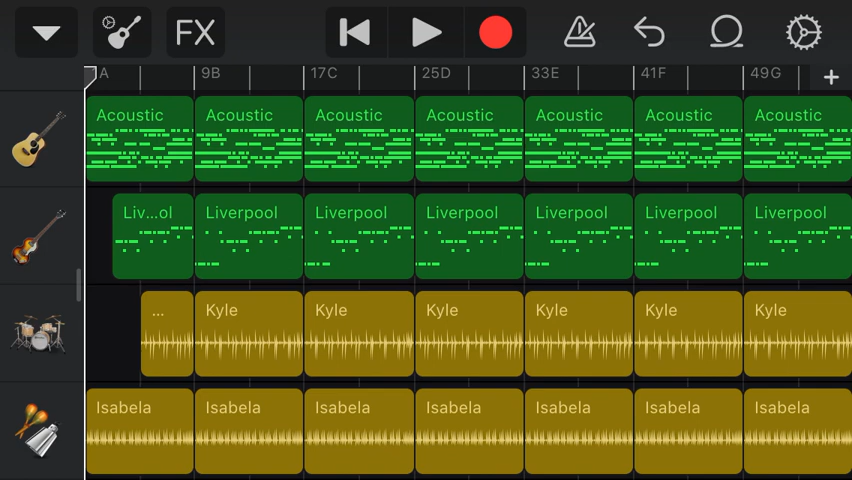 FX
A 9B 17C 25D 33E 41F 49G +
Acoustic Acoustic Acoustic Acoustic Acoustic Acoustic Acoustic
Liv...ol Liverpool Liverpool Liverpool Liverpool Liverpool Liverpool
... Kyle Kyle Kyle Kyle Kyle Kyle
Isabela Isabela Isabela Isabela Isabela Isabela Isabela